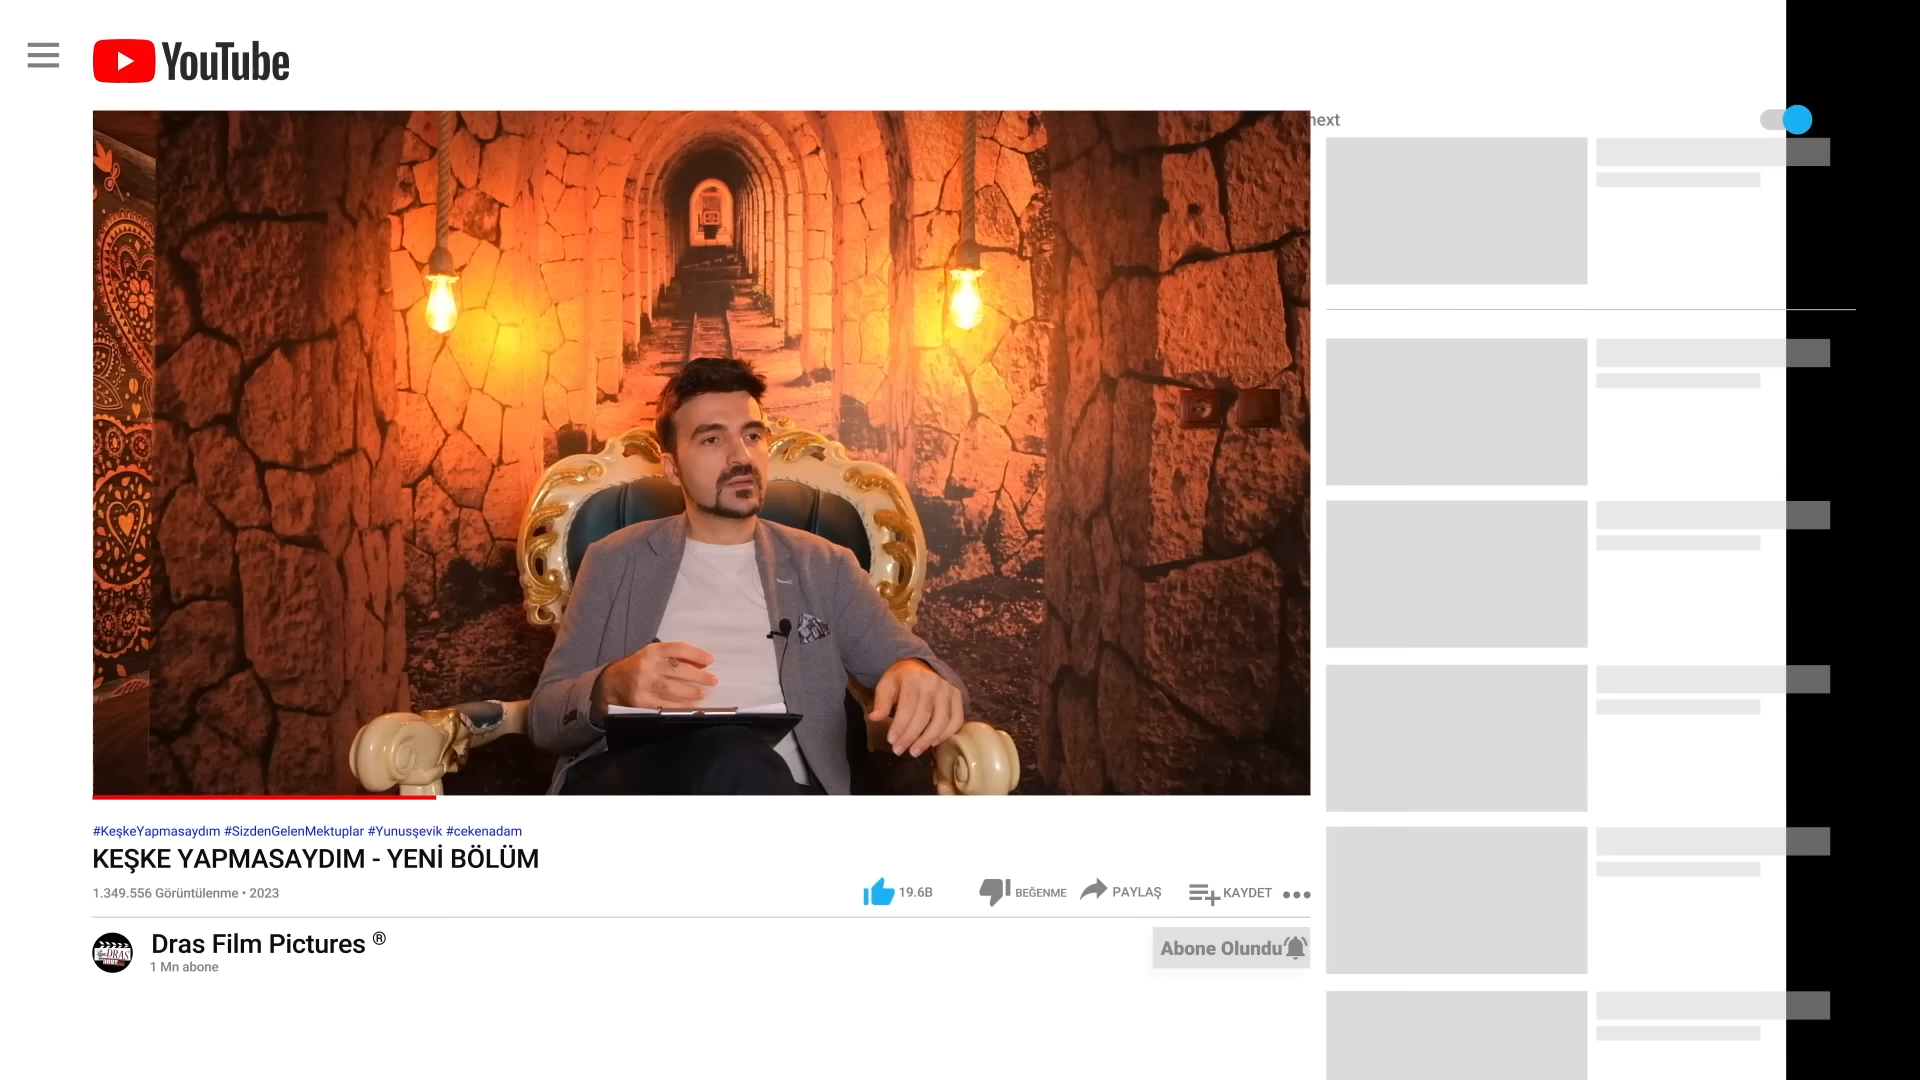 YouTube
next
#KeşkeYapmasaydım #SizdenGelenMektuplar #Yunusşevik #cekenadam
KEŞKE YAPMASAYDIM - YENİ BÖLÜM
1.349.556 Görüntülenme • 2023
19.6B
BEĞENME
PAYLAŞ
KAYDET
Dras Film Pictures ®
1 Mn abone
Abone Olundu
DRAS